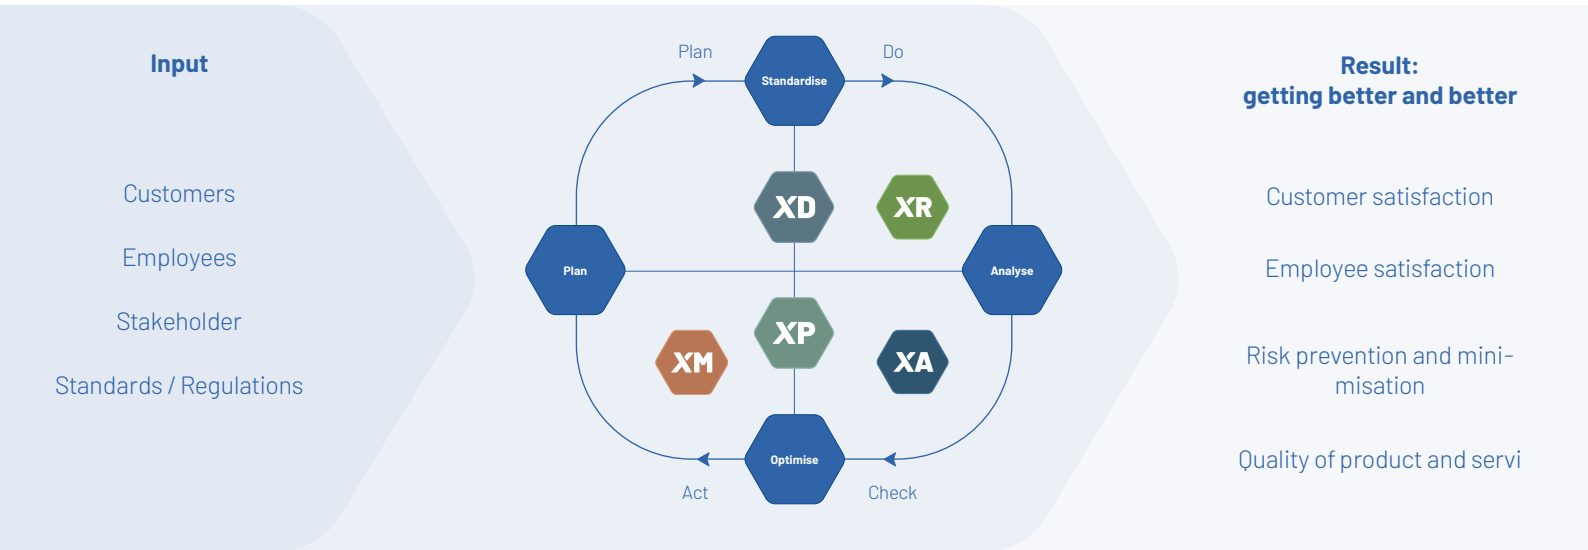 Input
Customers
Employees
Stakeholder
Standards / Regulations
Plan
Do
Standardise
XD
XR
Plan
Analyse
XP
XM
XA
Optimise
Act
Check
Result:
getting better and better
Customer satisfaction
Employee satisfaction
Risk prevention and mini-
misation
Quality of product and servi